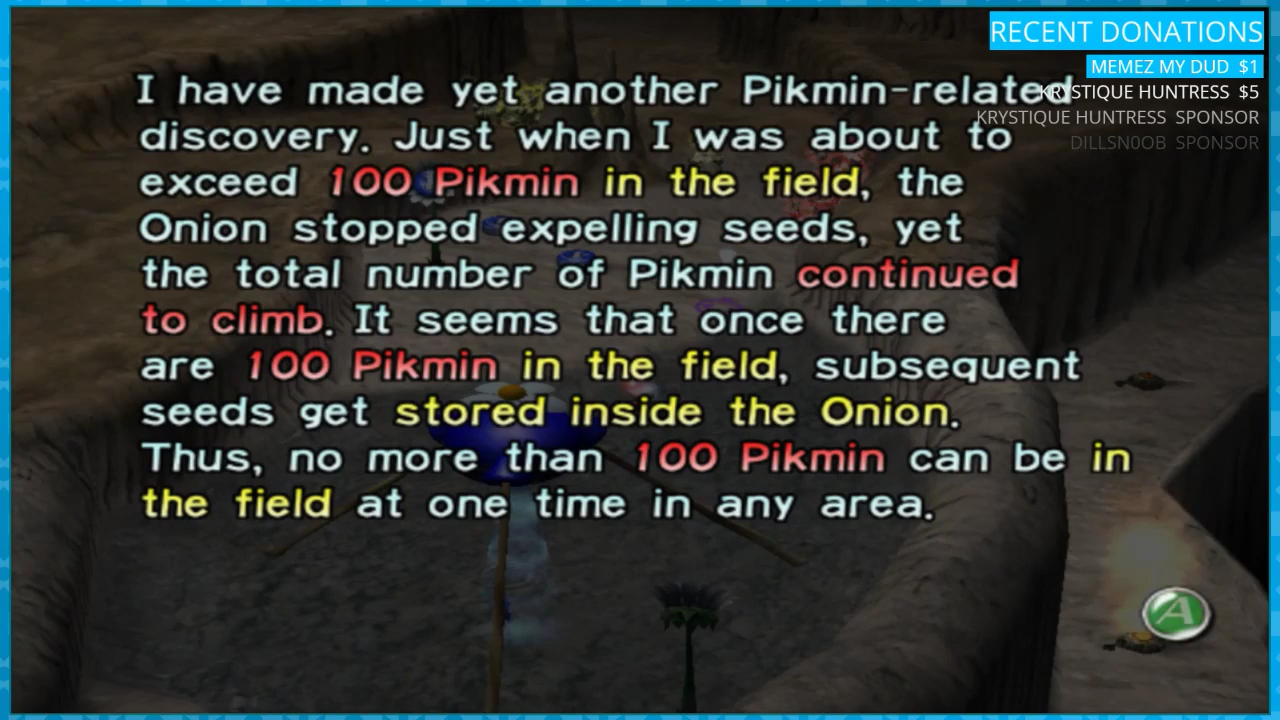 RECENT DONATIONS
MEMEZ MY DUD $1
KRYSTIQUE HUNTRESS $5
KRYSTIQUE HUNTRESS SPONSOR
DILLSN0OB SPONSOR
I have made yet another Pikmin-related
discovery. Just when I was about to
exceed 100 Pikmin in the field, the
Onion stopped expelling seeds, yet
the total number of Pikmin continued
to climb. It seems that once there
are 100 Pikmin in the field, subsequent
seeds get stored inside the Onion.
Thus, no more than 100 Pikmin can be in
the field at one time in any area.
A